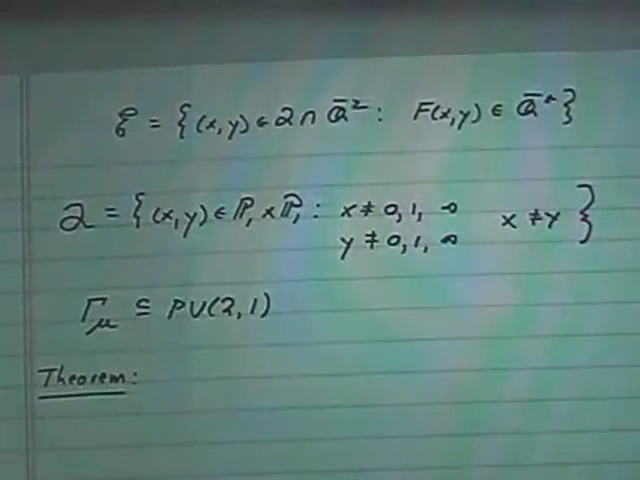 ℰ = {(x,y) ∈ 𝒬 ∩ Q̄²: F(x,y) ∈ Q̄*}
𝒬 = {(x,y) ∈ ℙ₁ × ℙ₁ : x ≠ 0, 1, ∞ x ≠ y}
y ≠ 0, 1, ∞
Γ_μ ⊆ PU(2,1)
Theorem: